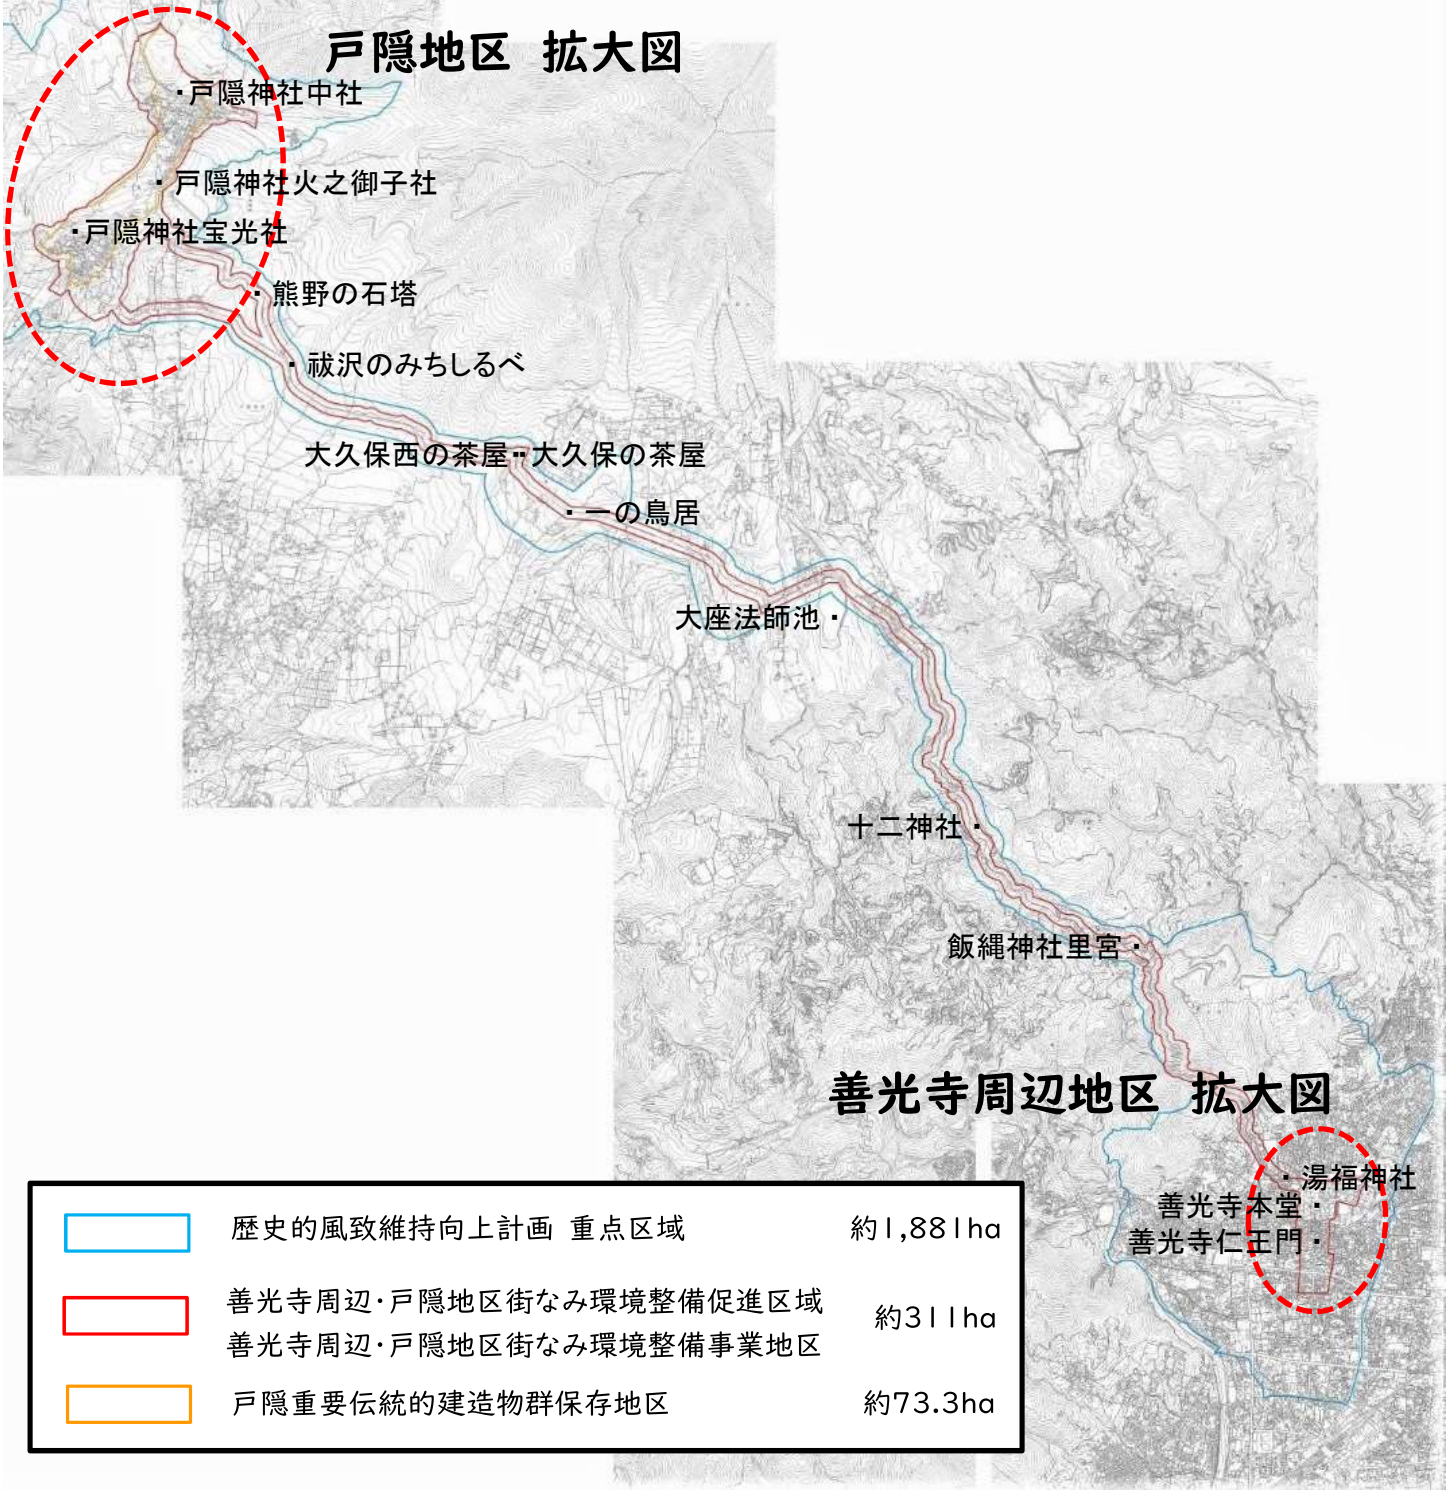 戸隠地区 拡大図
・戸隠神社中社
・戸隠神社火之御子社
・戸隠神社宝光社
・熊野の石塔
・祓沢のみちしるべ
大久保西の茶屋・
・大久保の茶屋
・一の鳥居
大座法師池・
十二神社・
飯縄神社里宮・
善光寺周辺地区 拡大図
・湯福神社
善光寺本堂・
善光寺仁王門・
歴史的風致維持向上計画 重点区域 約1,881ha
善光寺周辺・戸隠地区街なみ環境整備促進区域
善光寺周辺・戸隠地区街なみ環境整備事業地区
約311ha
戸隠重要伝統的建造物群保存地区 約73.3ha